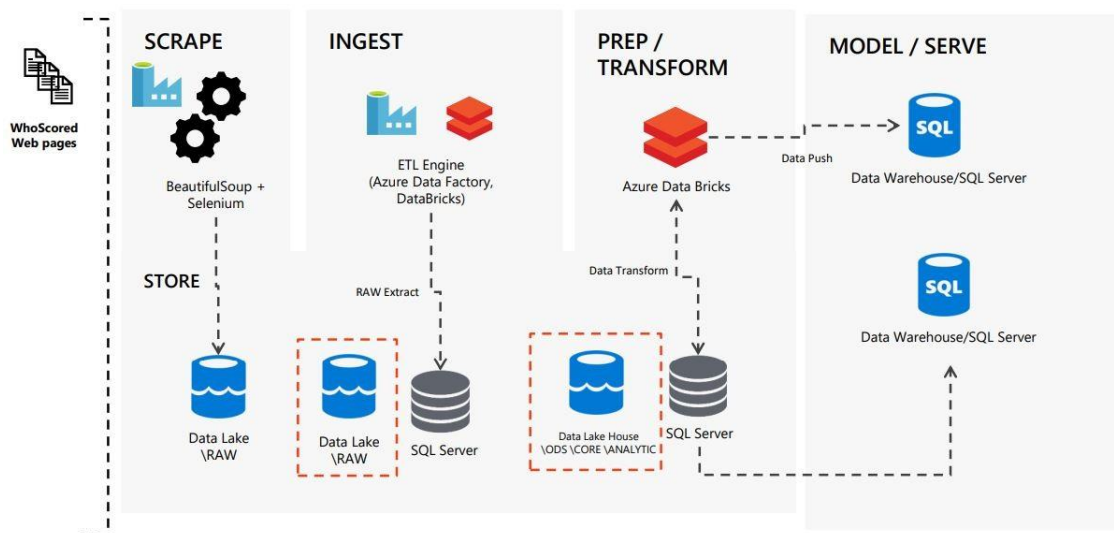 WhoScored
Web pages
SCRAPE
BeautifulSoup +
Selenium
INGEST
ETL Engine
(Azure Data Factory,
DataBricks)
PREP /
TRANSFORM
Azure Data Bricks
MODEL / SERVE
SQL
Data Push
Data Warehouse/SQL Server
STORE
RAW Extract
Data Transform
SQL
Data Warehouse/SQL Server
Data Lake
\RAW
Data Lake
\RAW
SQL Server
Data Lake House
\ODS \CORE \ANALYTIC
SQL Server